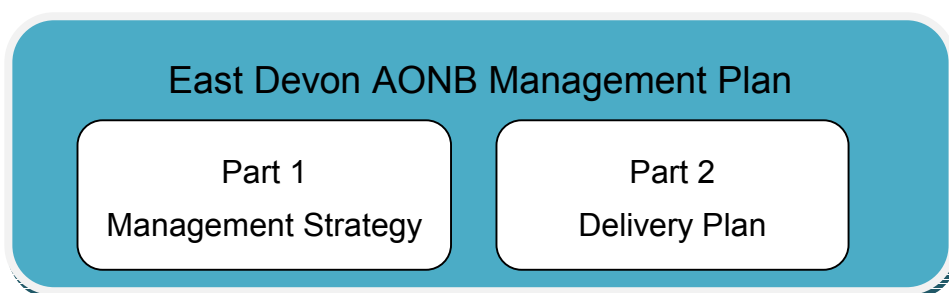 East Devon AONB Management Plan
Part 1
Management Strategy
Part 2
Delivery Plan